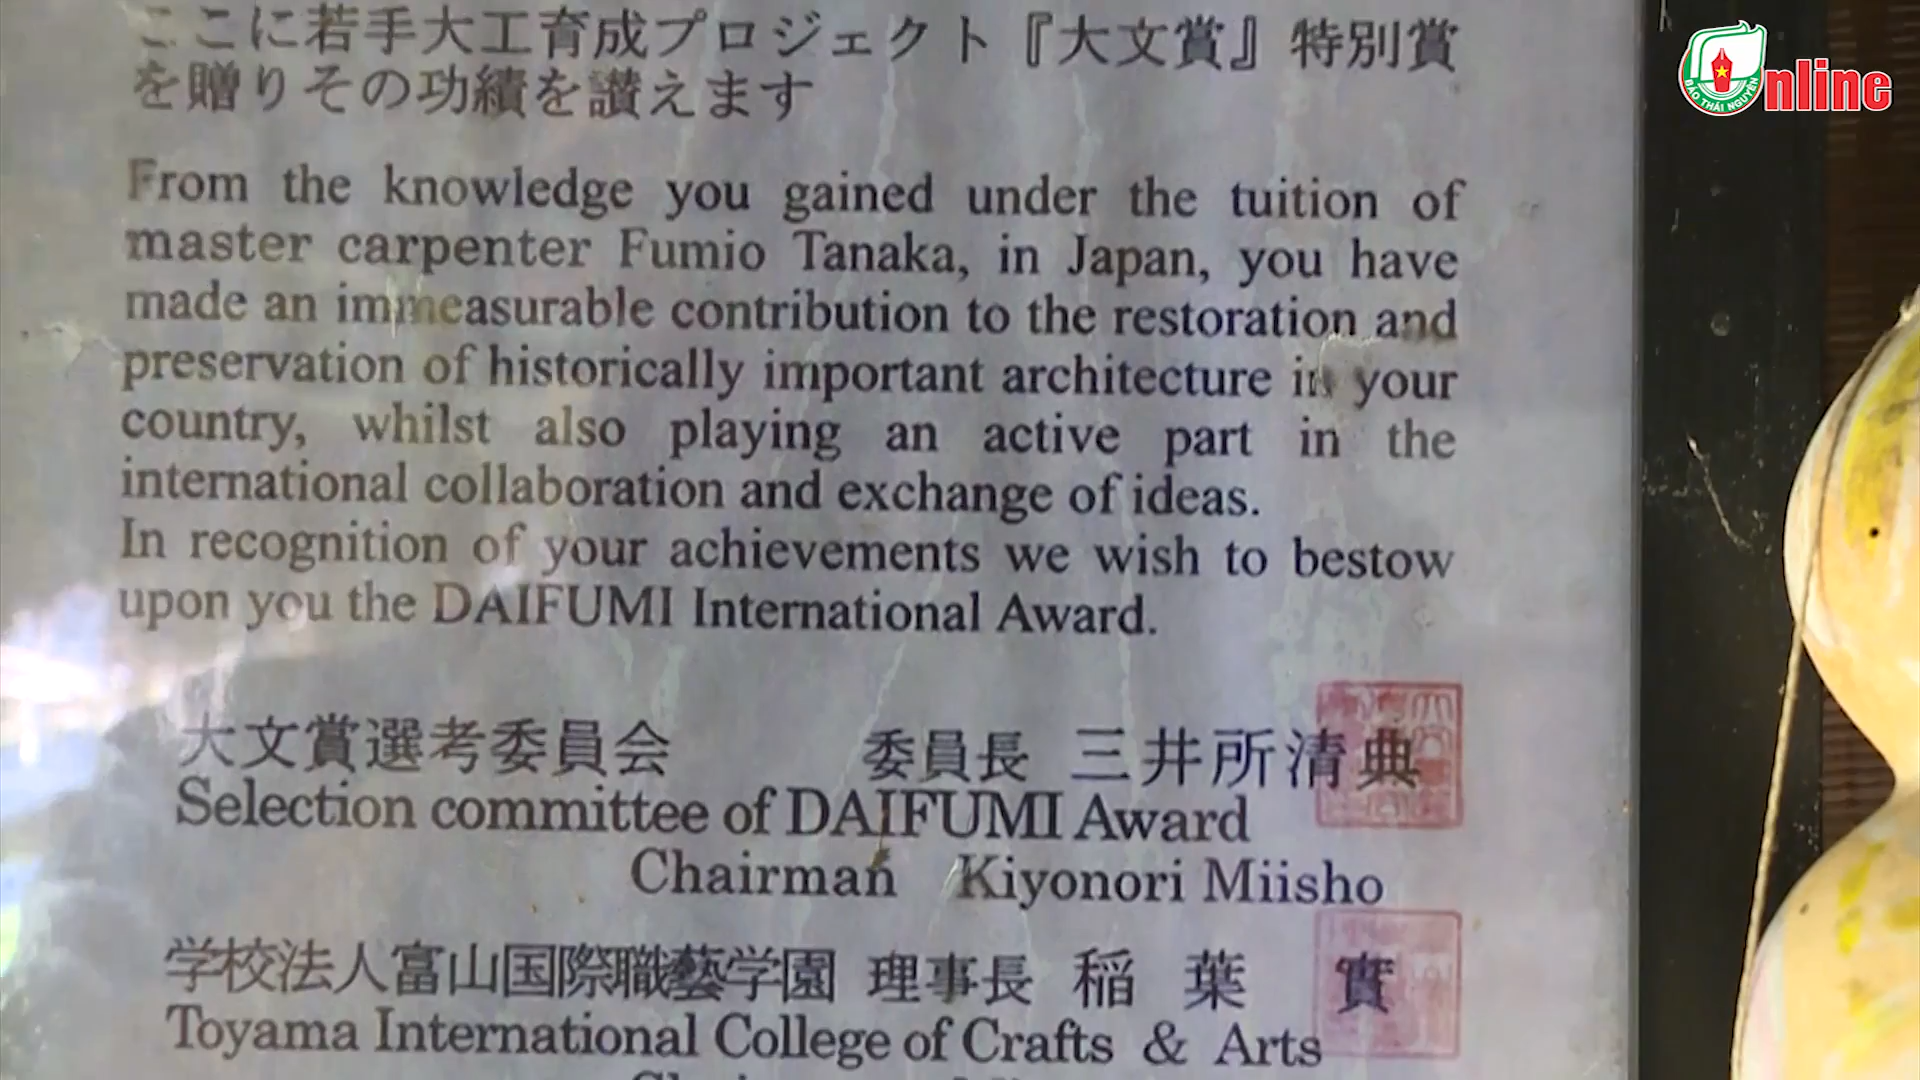 ここに若手大工育成プロジェクト『大文賞』特別賞
を贈りその功績を讃えます
From the knowledge you gained under the tuition of
master carpenter Fumio Tanaka, in Japan, you have
made an immeasurable contribution to the restoration and
preservation of historically important architecture in your
country, whilst also playing an active part in the
international collaboration and exchange of ideas.
In recognition of your achievements we wish to bestow
upon you the DAIFUMI International Award.
大文賞選考委員会 委員長 三井所清典
Selection committee of DAIFUMI Award
Chairman Kiyonori Miisho
学校法人富山国際職藝学園 理事長 稲葉 實
Toyama International College of Crafts & Arts
BÁO THÁI NGUYÊN
Online